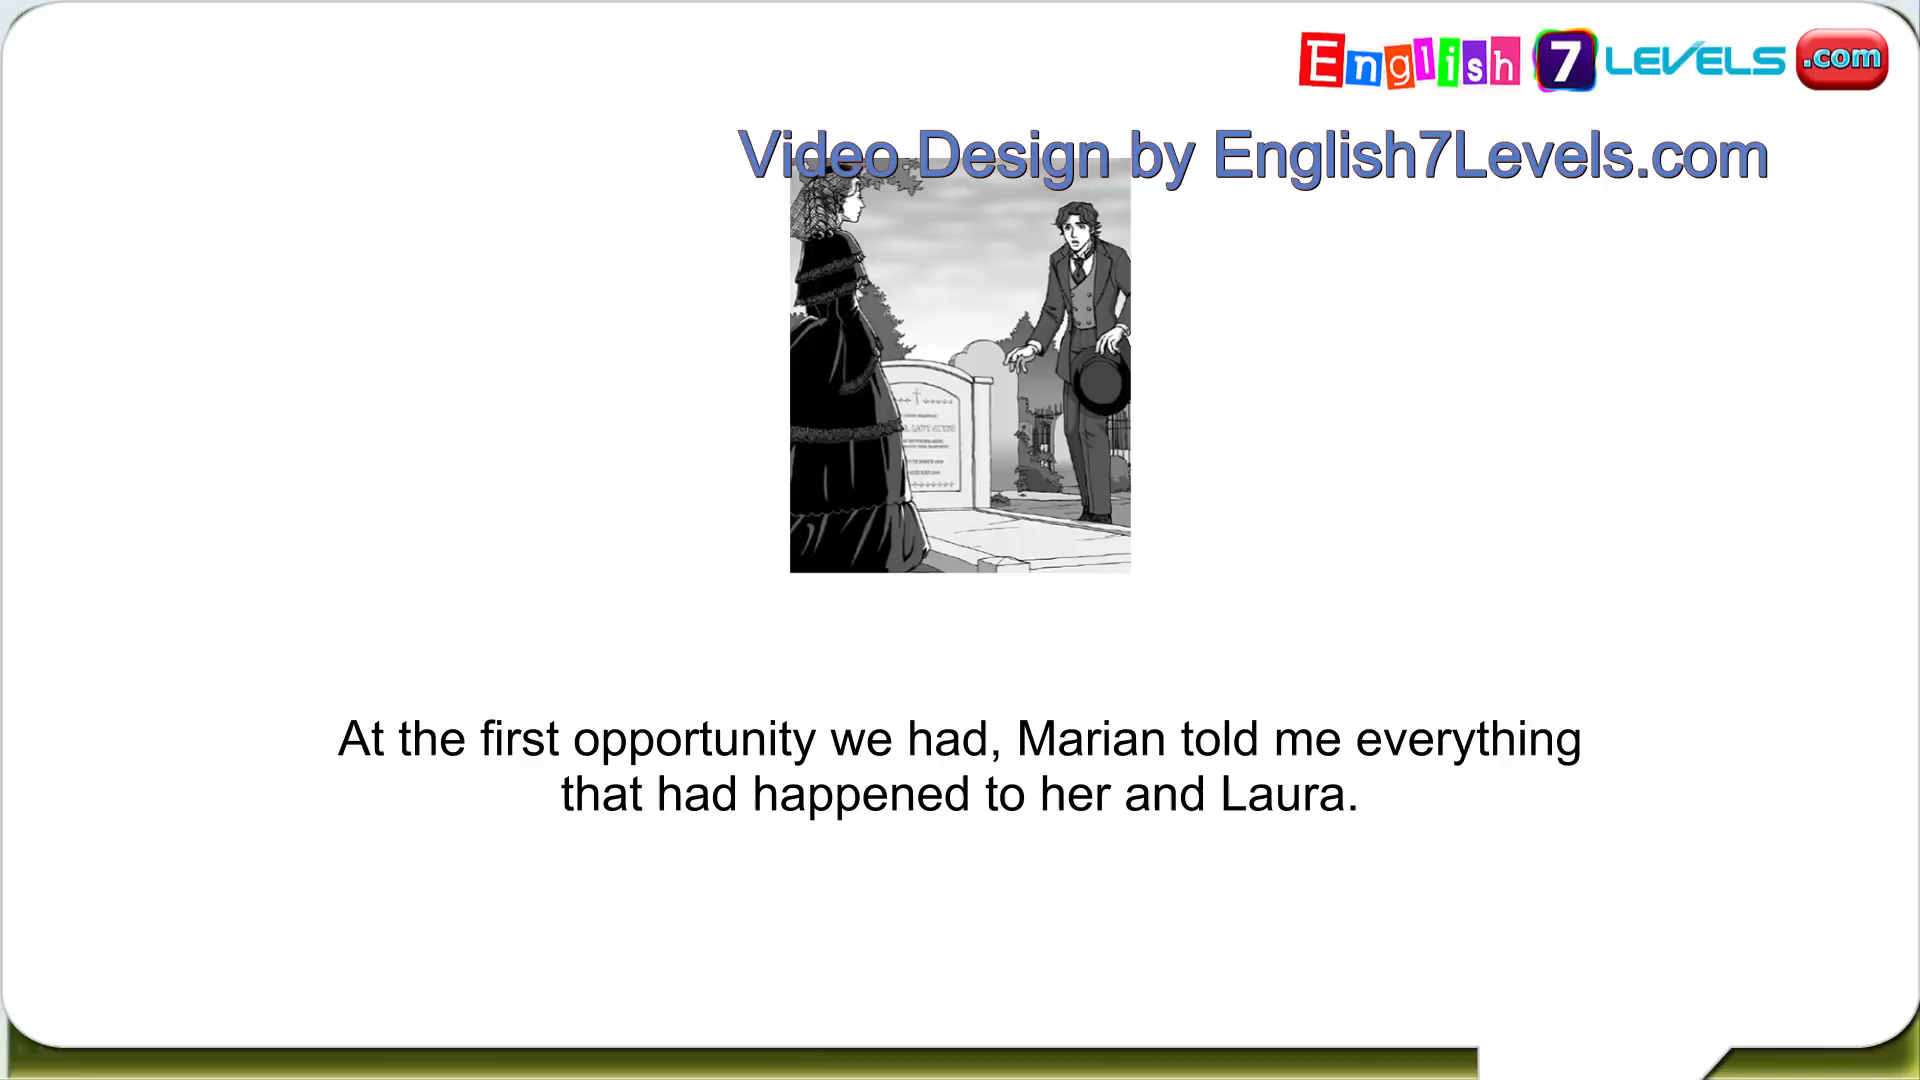 English 7 LEVELS .com
Video Design by English7Levels.com
At the first opportunity we had, Marian told me everything
that had happened to her and Laura.